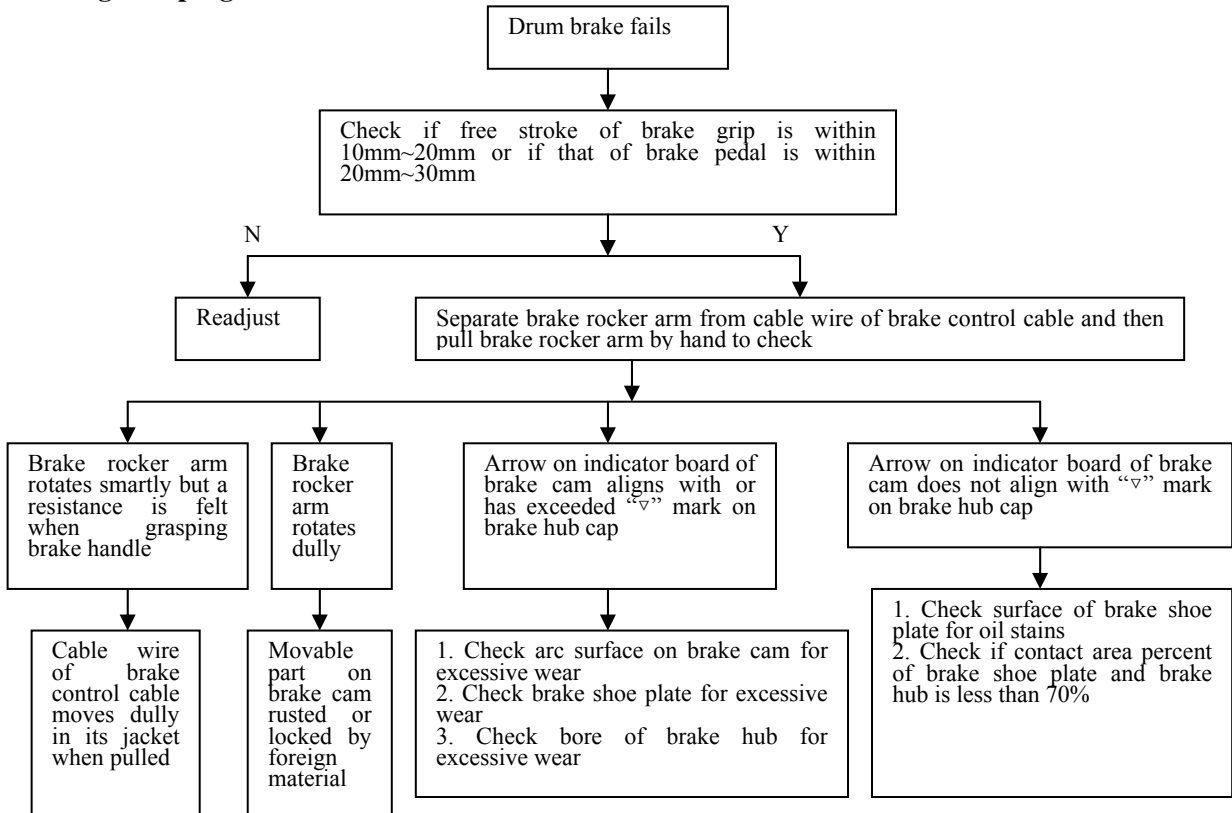 Drum brake fails
Check if free stroke of brake grip is within
10mm~20mm or if that of brake pedal is within
20mm~30mm
N
Y
Readjust
Separate brake rocker arm from cable wire of brake control cable and then
pull brake rocker arm by hand to check
Brake rocker arm
rotates smartly but a
resistance is felt
when grasping
brake handle
Brake
rocker
arm
rotates
dully
Arrow on indicator board of
brake cam aligns with or
has exceeded “▿” mark on
brake hub cap
Arrow on indicator board of brake
cam does not align with “▿” mark
on brake hub cap
Cable wire
of brake
control cable
moves dully
in its jacket
when pulled
Movable
part on
brake cam
rusted or
locked by
foreign
material
1. Check arc surface on brake cam for
excessive wear
2. Check brake shoe plate for excessive
wear
3. Check bore of brake hub for
excessive wear
1. Check surface of brake shoe
plate for oil stains
2. Check if contact area percent
of brake shoe plate and brake
hub is less than 70%